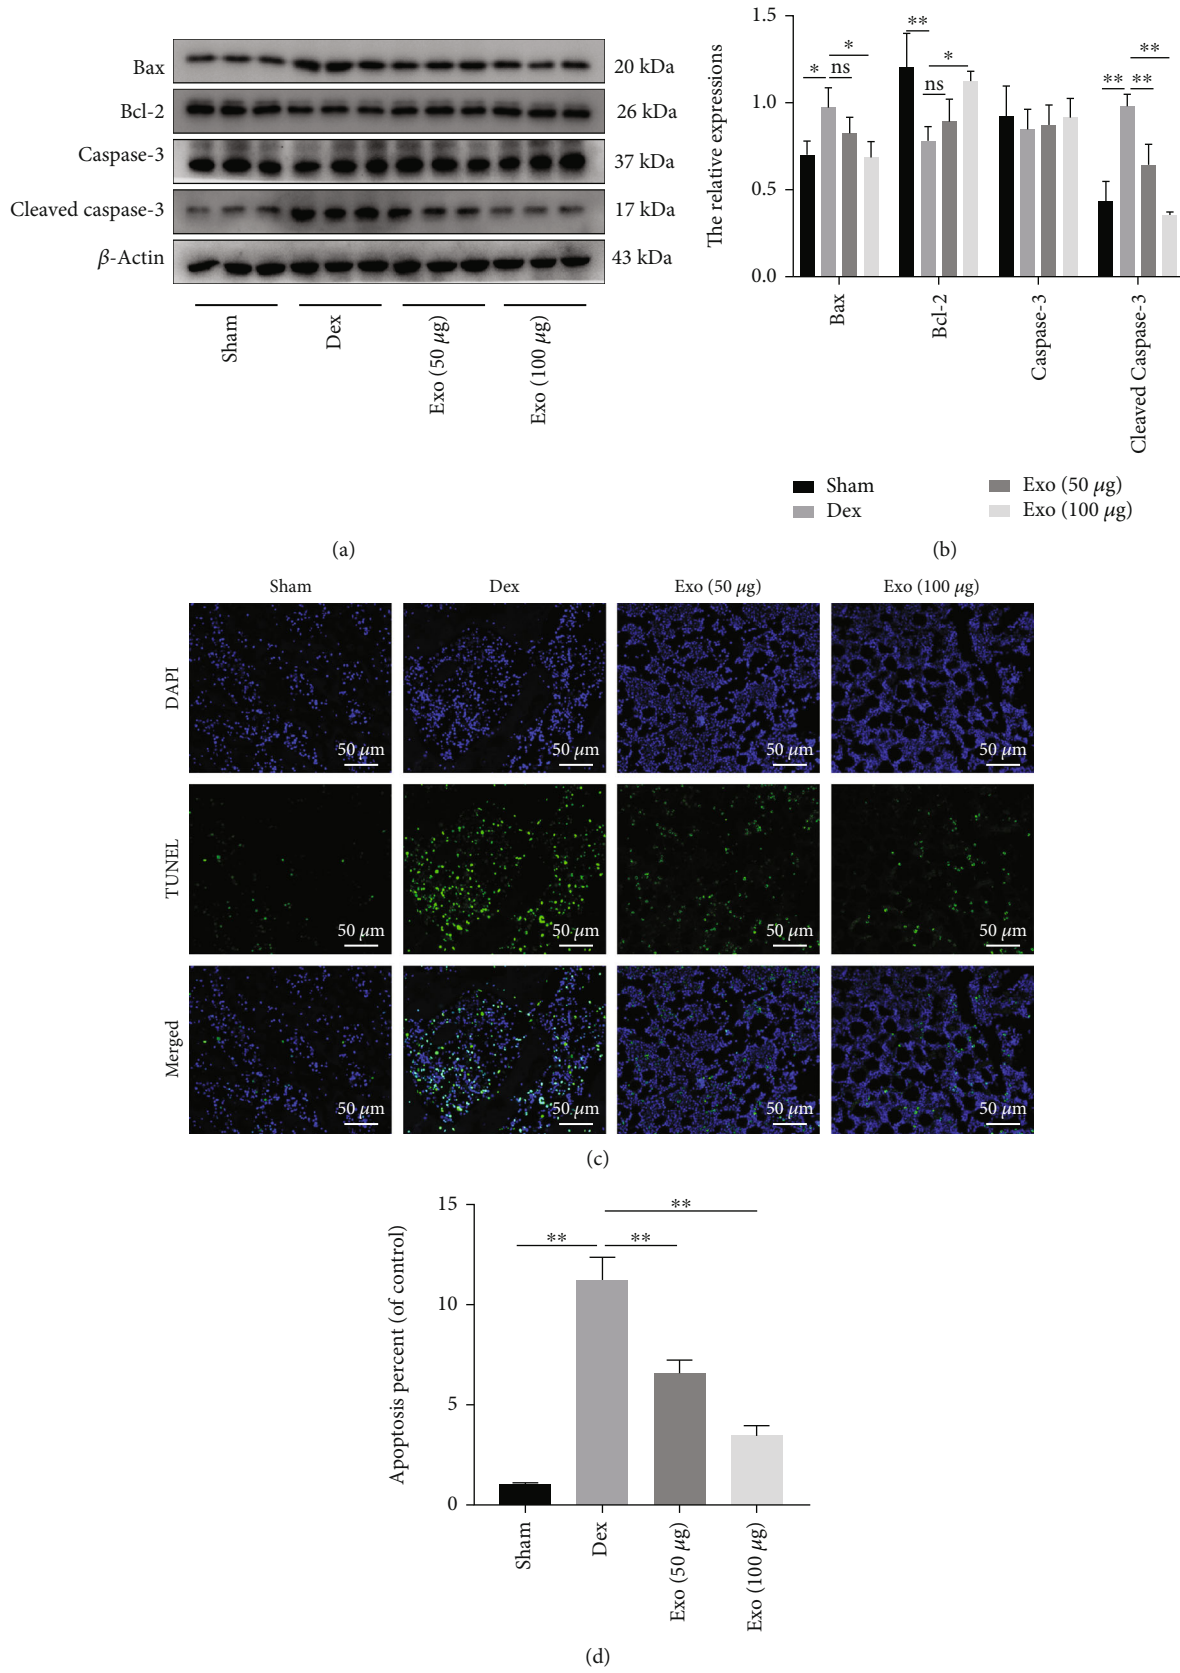 Bax
20 kDa
Bcl-2
26 kDa
Caspase-3
37 kDa
Cleaved caspase-3
17 kDa
β-Actin
43 kDa
Sham
Dex
Exo (50 μg)
Exo (100 μg)
(a)
The relative expressions
1.5
1.0
0.5
0.0
* ns *
** ns *
** ** **
Bax
Bcl-2
Caspase-3
Cleaved Caspase-3
Sham
Dex
Exo (50 μg)
Exo (100 μg)
(b)
Sham Dex Exo (50 μg) Exo (100 μg)
DAPI
50 μm 50 μm 50 μm 50 μm
TUNEL
50 μm 50 μm 50 μm 50 μm
Merged
50 μm 50 μm 50 μm 50 μm
(c)
Apoptosis percent (of control)
15
10
5
0
**
** **
Sham
Dex
Exo (50 μg)
Exo (100 μg)
(d)